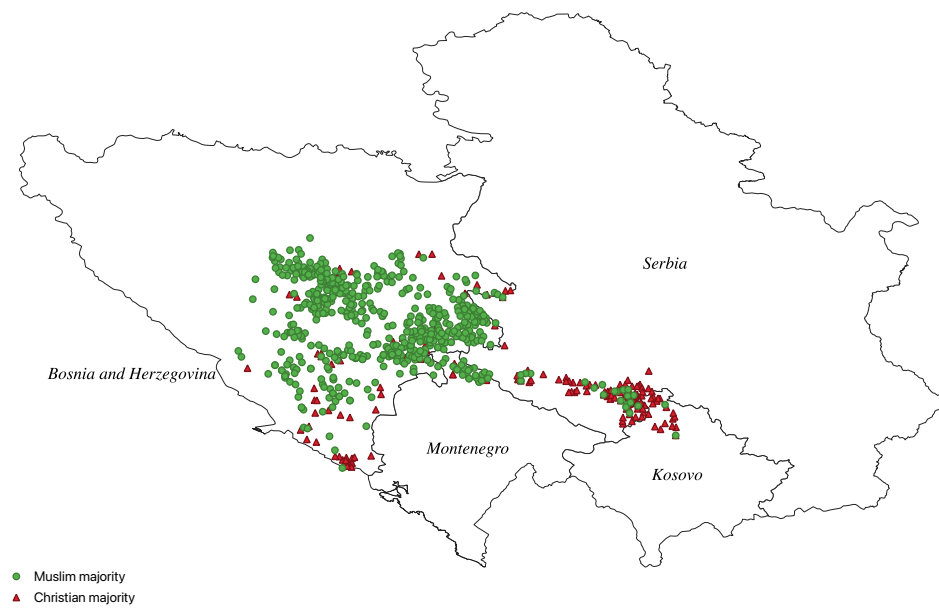 Serbia
Bosnia and Herzegovina
Montenegro
Kosovo
Muslim majority
Christian majority